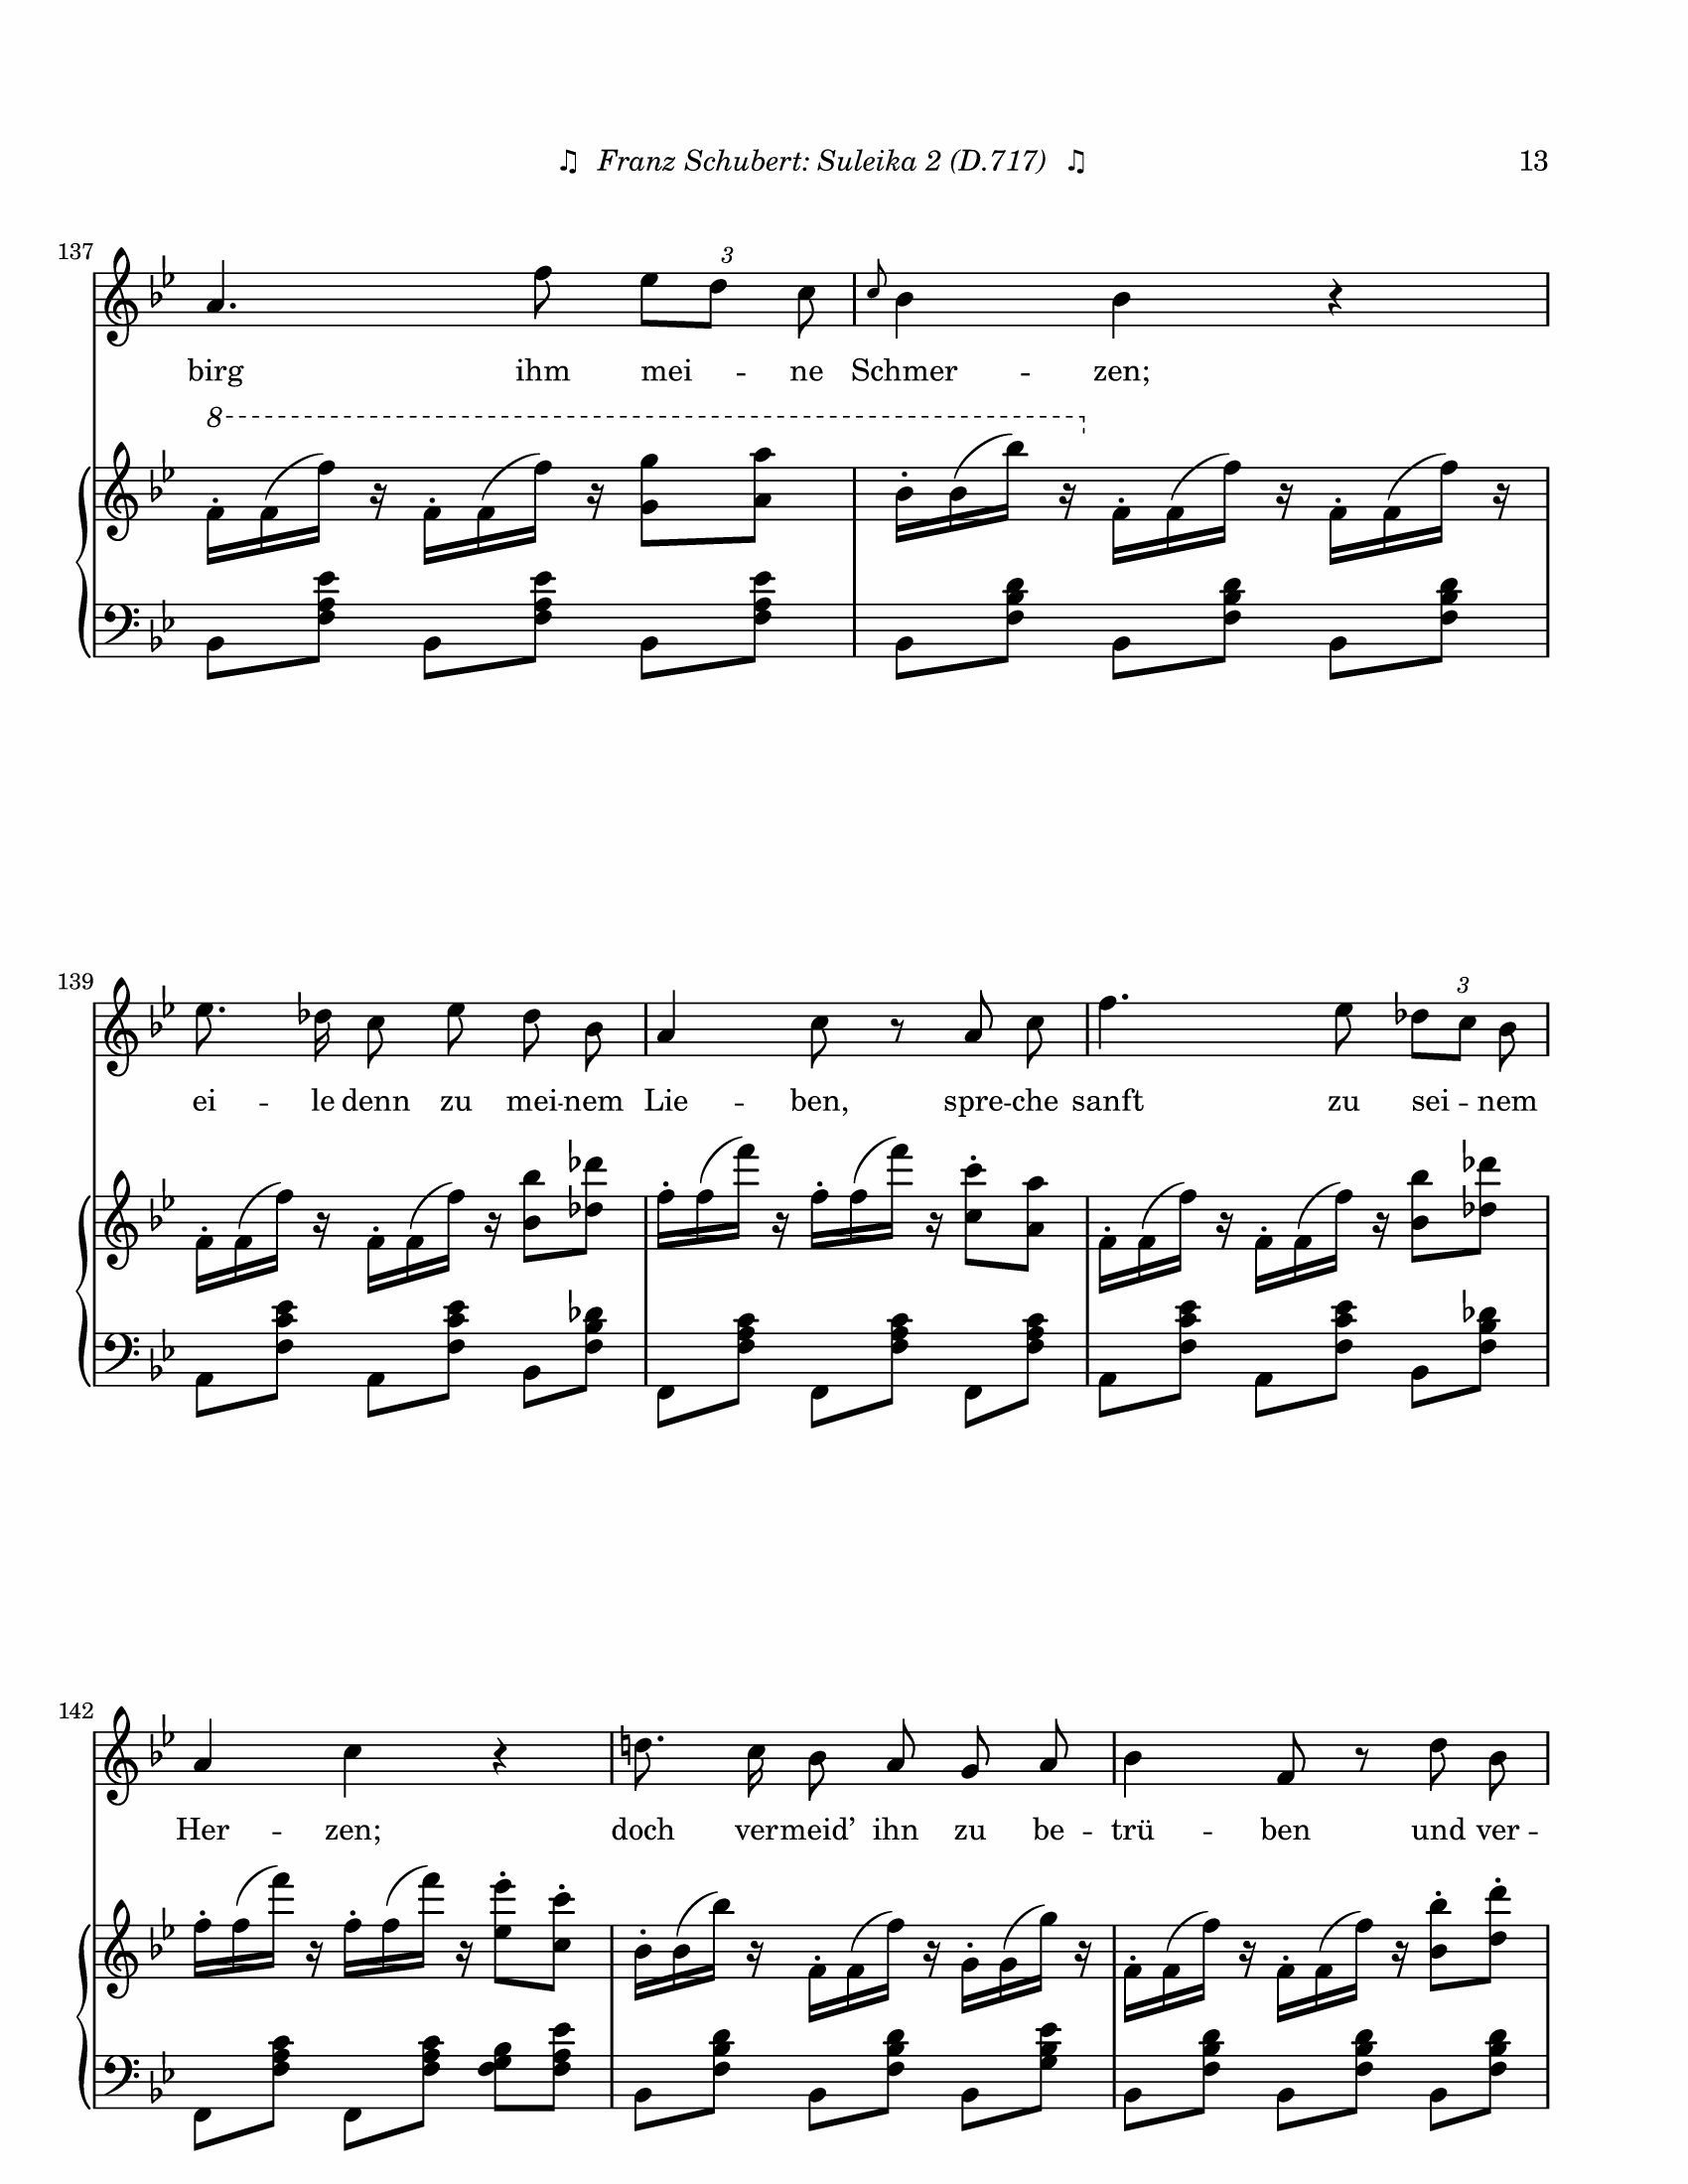 ♫ Franz Schubert: Suleika 2 (D.717) ♫ 13
137
3
birg ihm mei -- ne Schmer -- zen;
8
139
3
ei -- le denn zu mei -- nem Lie -- ben, spre -- che sanft zu sei -- nem
142
Her -- zen; doch vermeid’ ihn zu be -- trü -- ben und ver --